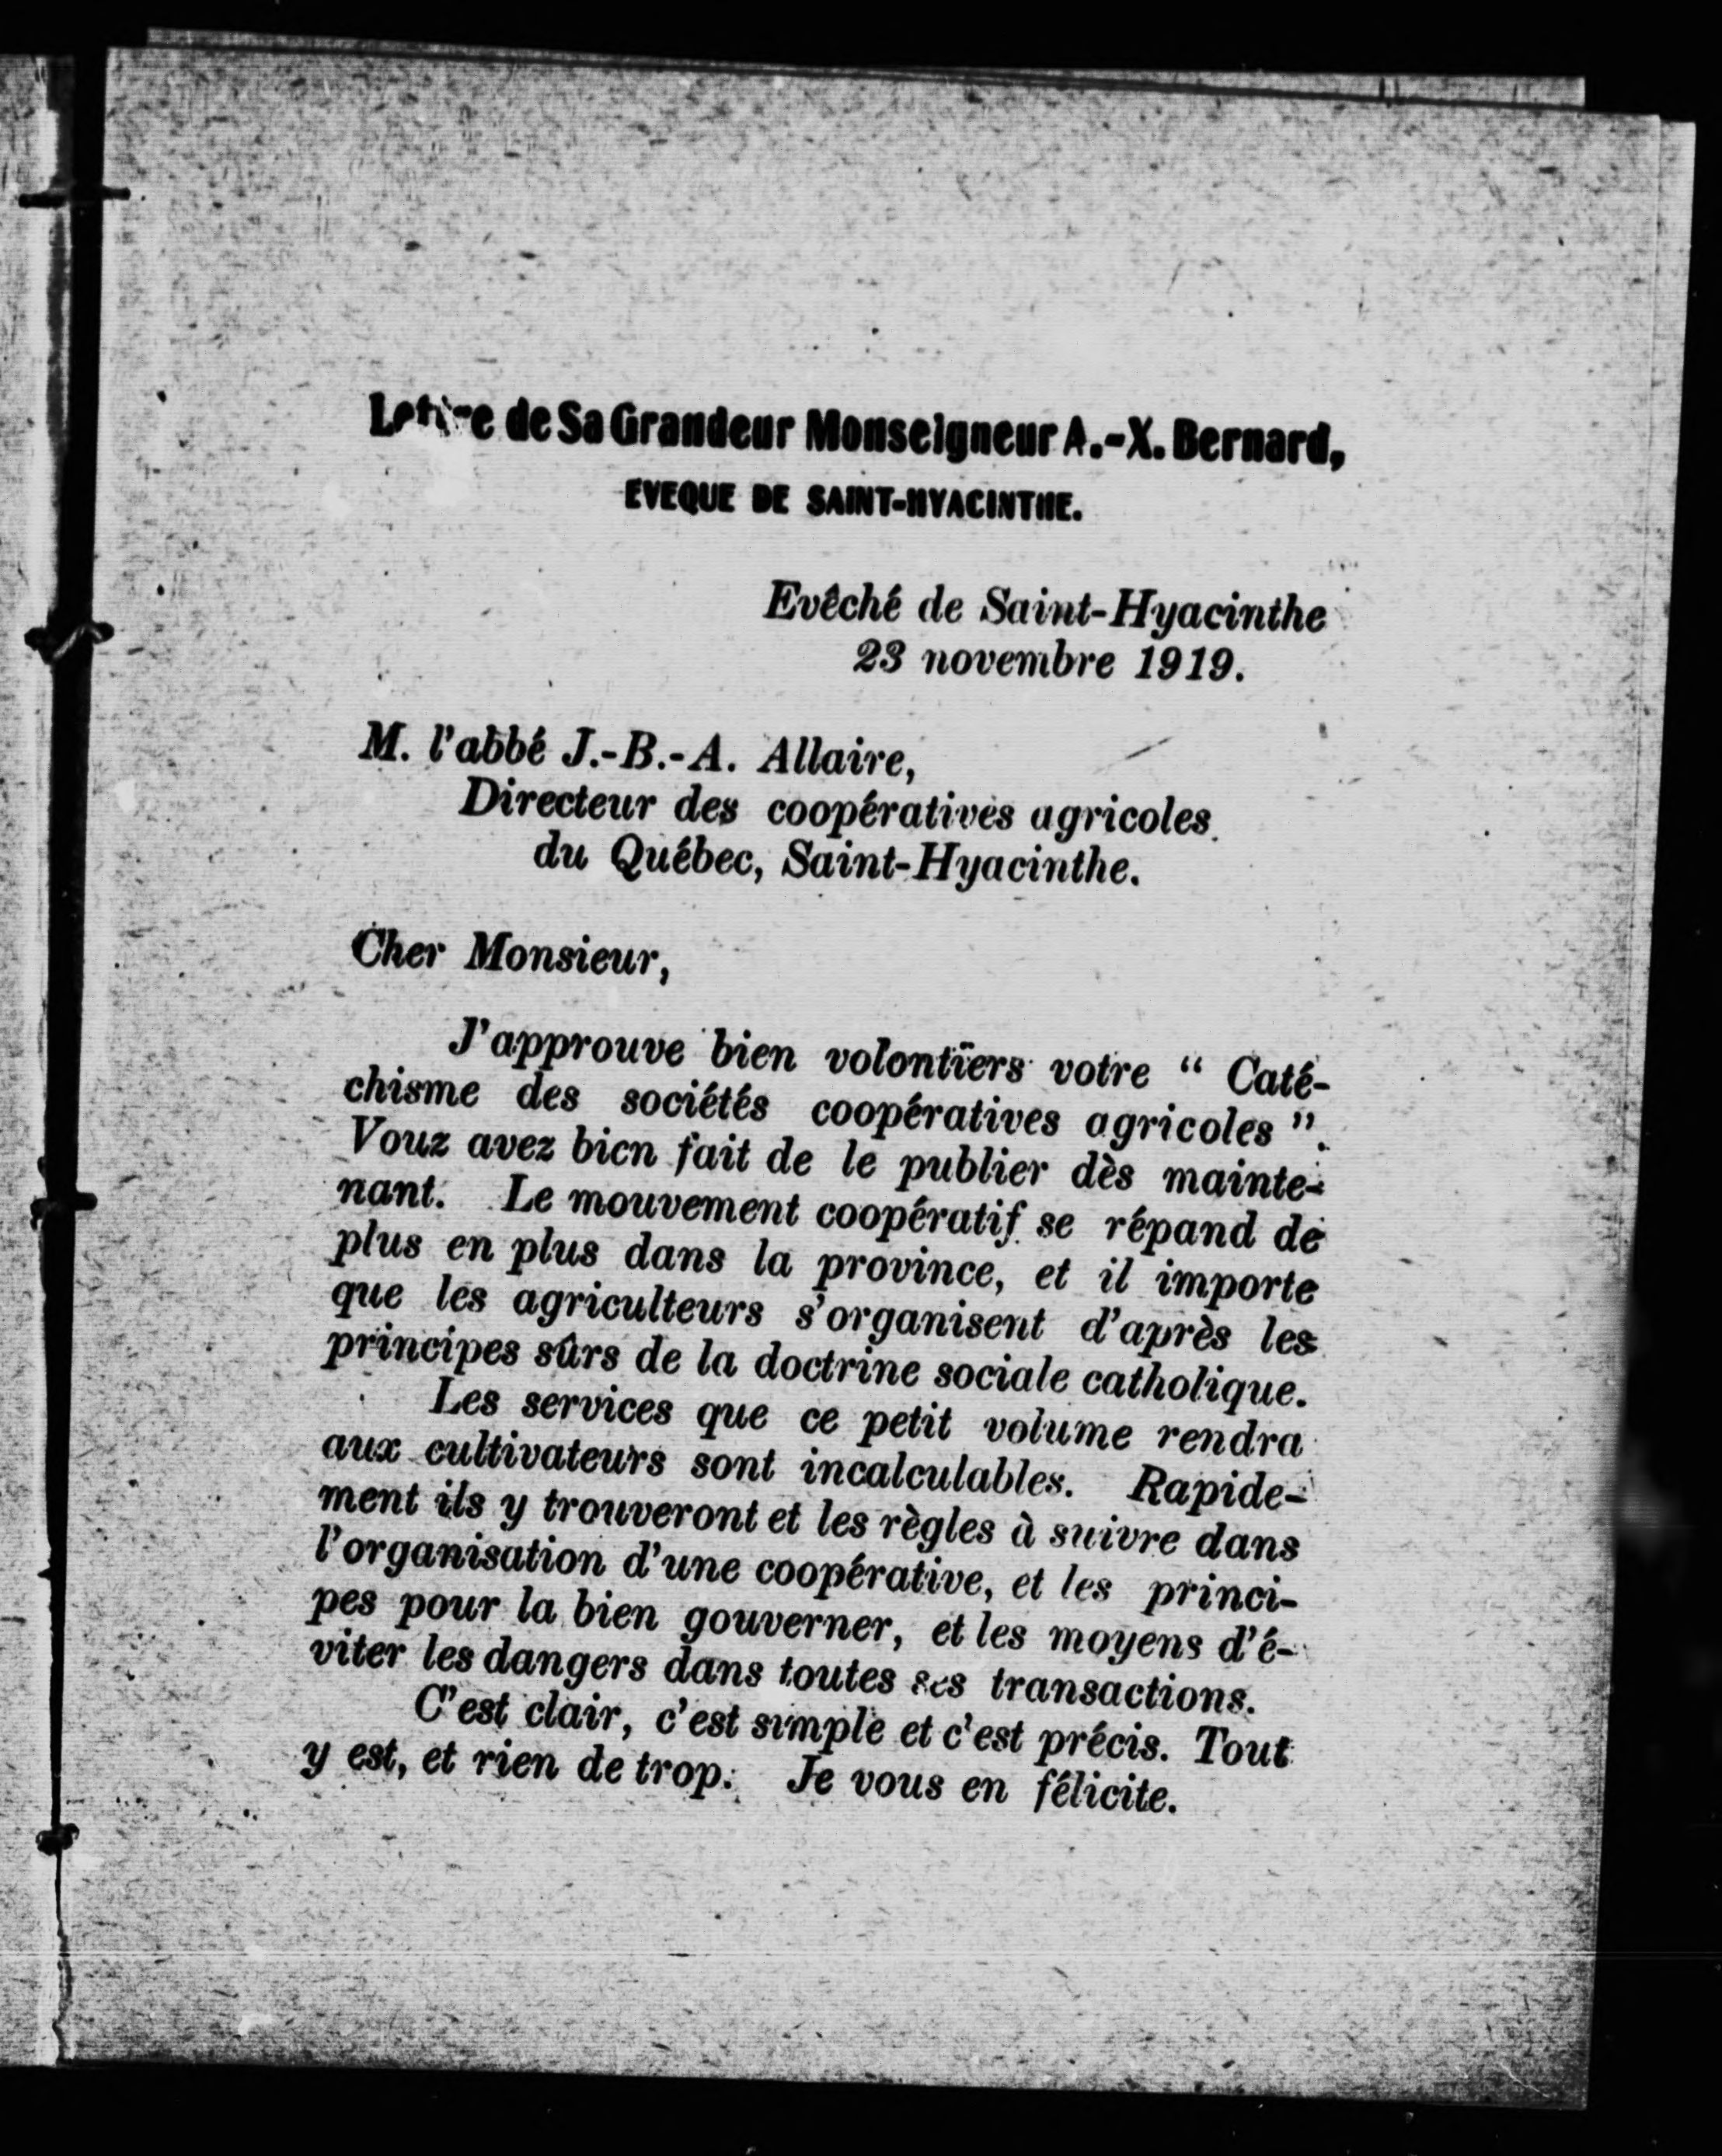 Lettre de Sa Grandeur Monseigneur A.-X. Bernard,
EVEQUE DE SAINT-HYACINTHE.
Evêché de Saint-Hyacinthe
23 novembre 1919.
M. l'abbé J.-B.-A. Allaire,
Directeur des coopératives agricoles
du Québec, Saint-Hyacinthe.
Cher Monsieur,
J'approuve bien volontiers votre “ Caté-
chisme des sociétés coopératives agricoles ”.
Vouz avez bien fait de le publier dès mainte-
nant. Le mouvement coopératif se répand de
plus en plus dans la province, et il importe
que les agriculteurs s'organisent d'après les
principes sûrs de la doctrine sociale catholique.
Les services que ce petit volume rendra
aux cultivateurs sont incalculables. Rapide-
ment ils y trouveront et les règles à suivre dans
l'organisation d'une coopérative, et les princi-
pes pour la bien gouverner, et les moyens d'é-
viter les dangers dans toutes ses transactions.
C'est clair, c'est simple et c'est précis. Tout
y est, et rien de trop. Je vous en félicite.